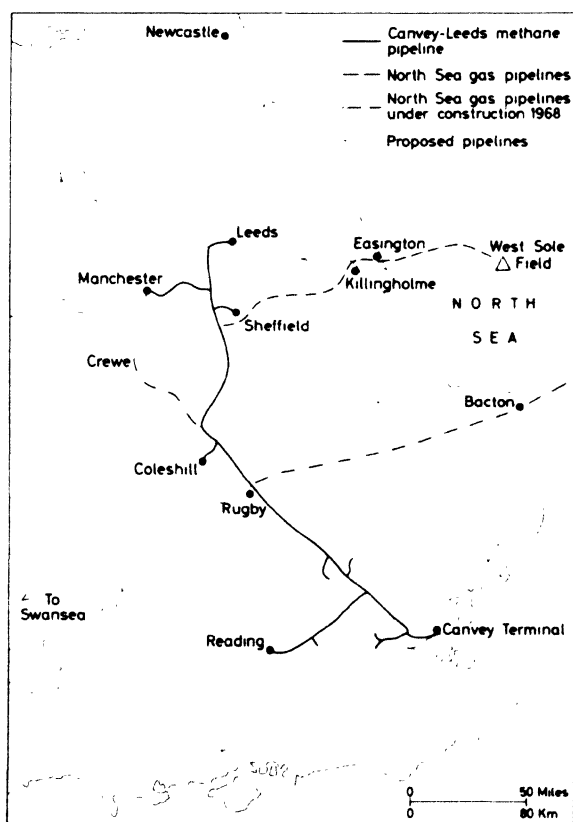 Newcastle
Canvey-Leeds methane
pipeline
North Sea gas pipelines
North Sea gas pipelines
under construction 1968
Proposed pipelines
Leeds
Easington
West Sole
Field
Manchester
Killingholme
NORTH
Sheffield
SEA
Crewe
Bacton
Coleshill
Rugby
To
Swansea
Canvey Terminal
Reading
0 50 Miles
0 80 Km